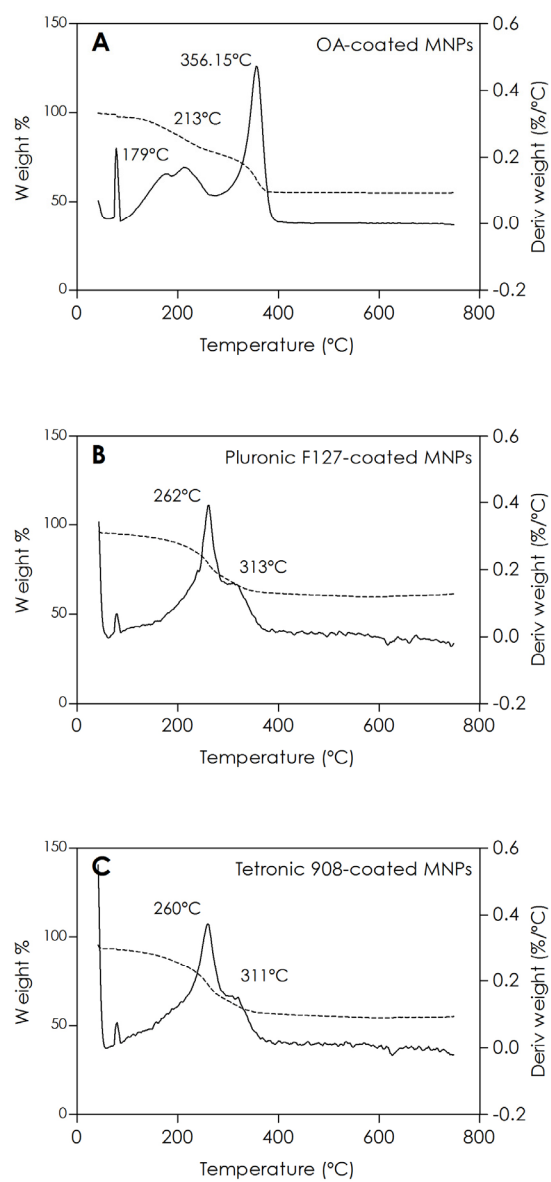 A
OA-coated MNPs
150
100
50
0
Weight %
356.15°C
213°C
179°C
0.6
0.4
0.2
0.0
-0.2
Deriv weight (%/°C)
0 200 400 600 800
Temperature (°C)
B
Pluronic F127-coated MNPs
150
100
50
0
Weight %
262°C
313°C
0.6
0.4
0.2
0.0
-0.2
Deriv weight (%/°C)
0 200 400 600 800
Temperature (°C)
C
Tetronic 908-coated MNPs
150
100
50
0
Weight %
260°C
311°C
0.6
0.4
0.2
0.0
-0.2
Deriv weight (%/°C)
0 200 400 600 800
Temperature (°C)